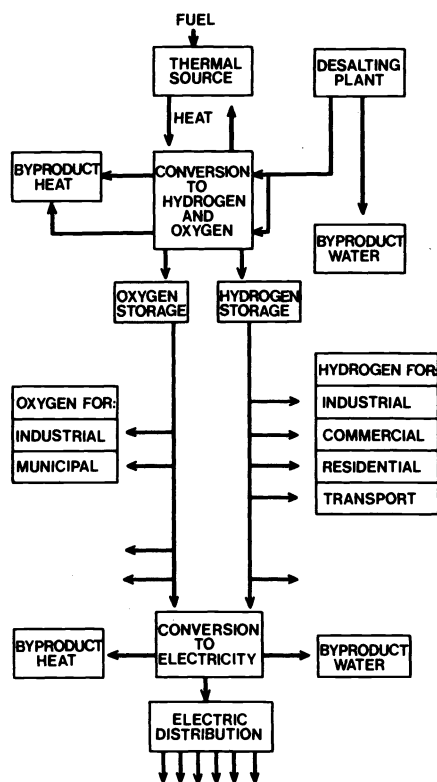 FUEL
THERMAL
SOURCE
DESALTING
PLANT
HEAT
BYPRODUCT
HEAT
CONVERSION
TO
HYDROGEN
AND
OXYGEN
BYPRODUCT
WATER
OXYGEN
STORAGE
HYDROGEN
STORAGE
OXYGEN FOR:
INDUSTRIAL
MUNICIPAL
HYDROGEN FOR:
INDUSTRIAL
COMMERCIAL
RESIDENTIAL
TRANSPORT
BYPRODUCT
HEAT
CONVERSION
TO
ELECTRICITY
BYPRODUCT
WATER
ELECTRIC
DISTRIBUTION